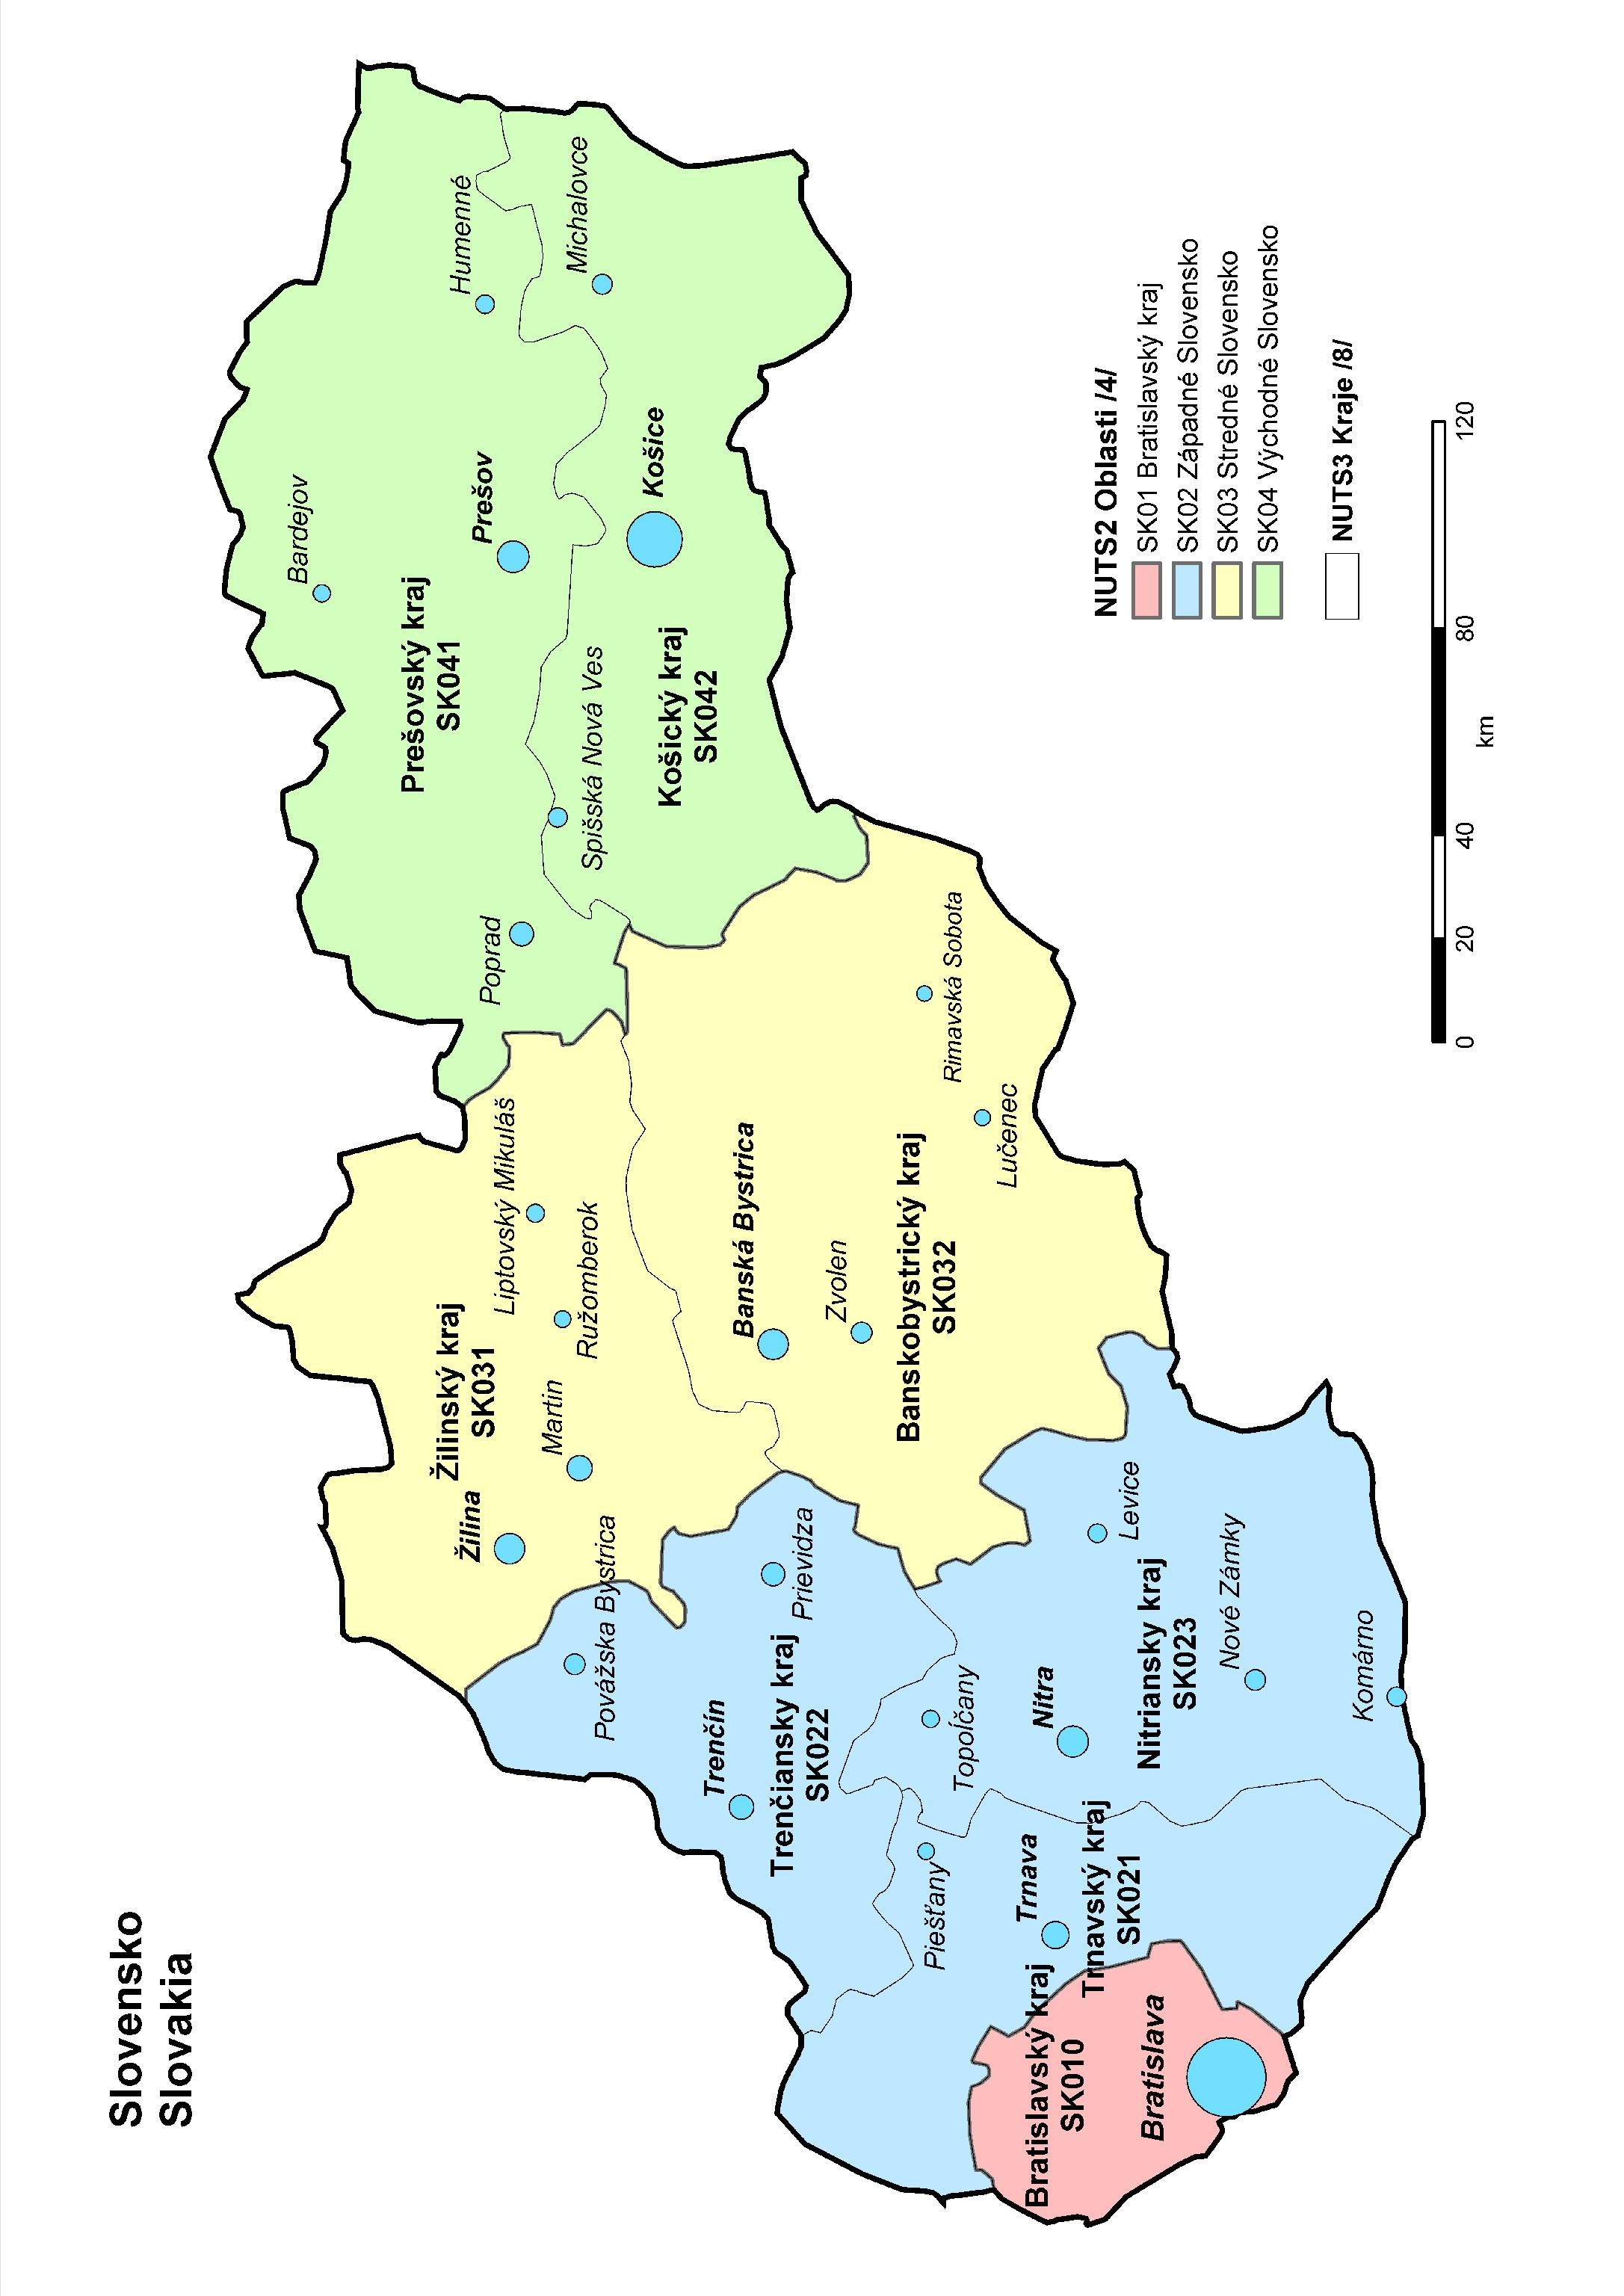 Slovensko
Slovakia
Bardejov
Humenné
Prešov
Michalovce
Prešovský kraj
SK041
Košice
Poprad
Spišská Nová Ves
Košický kraj
SK042
Žilinský kraj
SK031
Žilina
Liptovský Mikuláš
Ružomberok
Martin
Považska Bystrica
Banská Bystrica
Zvolen
Banskobystrický kraj
SK032
Rimavská Sobota
Lučenec
Prievidza
Trenčín
Trenčiansky kraj
SK022
Topoĺčany
Nitra
Levice
Nitriansky kraj
SK023
Nové Zámky
Komárno
Piešťany
Trnava
Trnavský kraj
SK021
Bratislavský kraj
SK010
Bratislava
NUTS2 Oblasti /4/
SK01 Bratislavský kraj
SK02 Západné Slovensko
SK03 Stredné Slovensko
SK04 Východné Slovensko
NUTS3 Kraje /8/
0 20 40 80 120
km